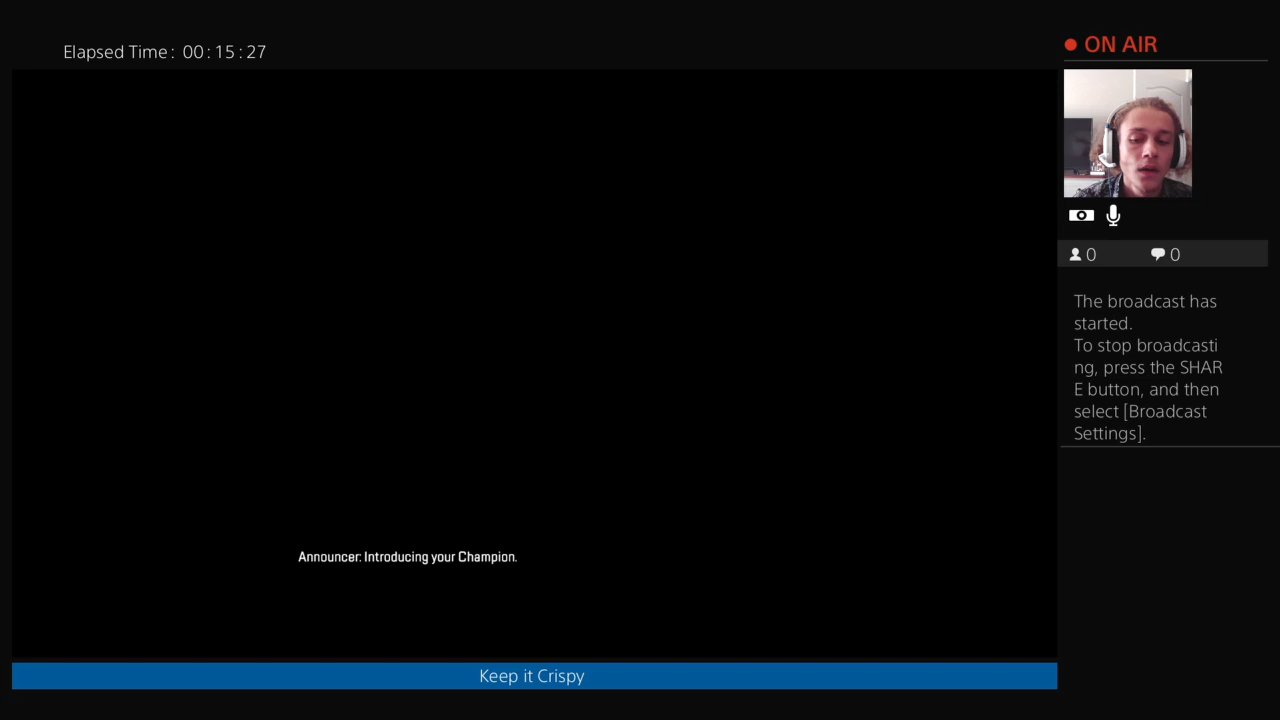 Elapsed Time: 00:15:27
ON AIR
0 0
The broadcast has
started.
To stop broadcasti
ng, press the SHAR
E button, and then
select [Broadcast
Settings].
Announcer: Introducing your Champion.
Keep it Crispy